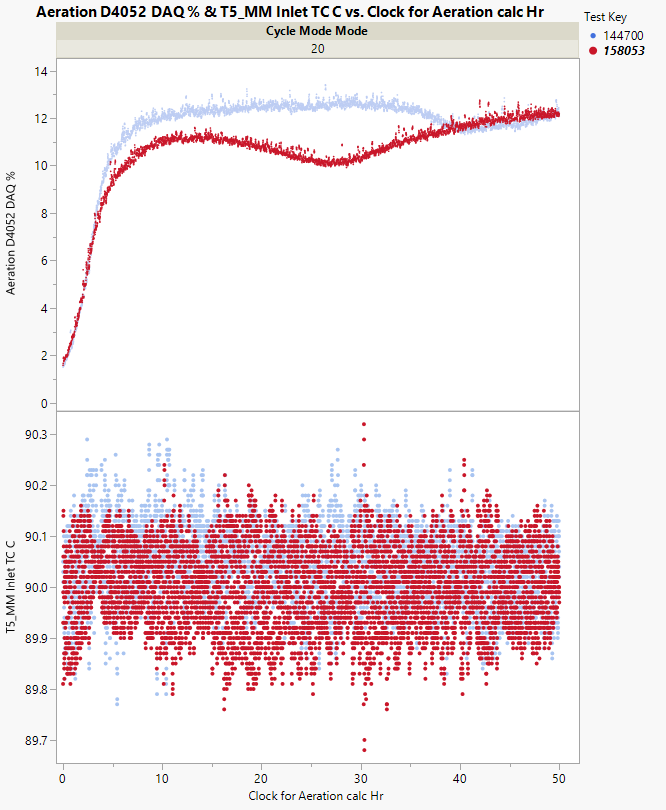 Aeration D4052 DAQ % & T5_MM Inlet TC C vs. Clock for Aeration calc Hr
Cycle Mode Mode
20
Test Key
144700
158053
Aeration D4052 DAQ %
14
12
10
8
6
4
2
0
T5_MM Inlet TC C
90.3
90.2
90.1
90.0
89.9
89.8
89.7
0 10 20 30 40 50
Clock for Aeration calc Hr